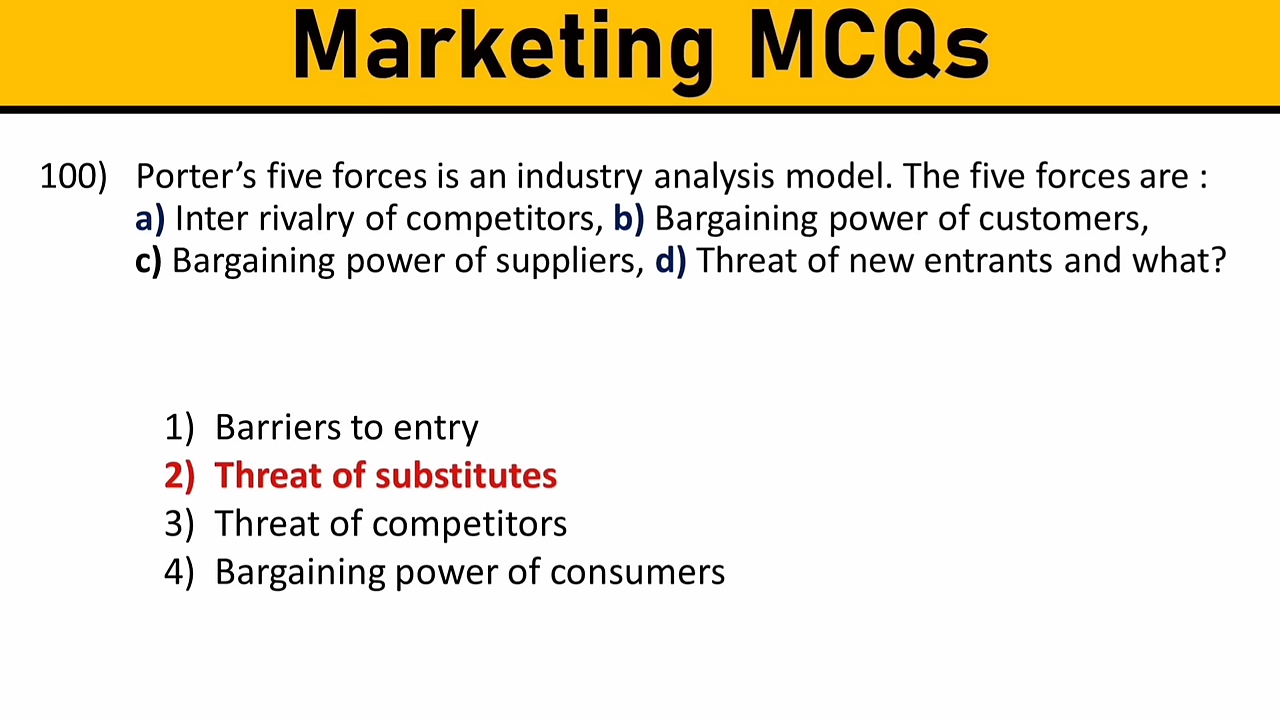 Marketing MCQs
100) Porter’s five forces is an industry analysis model. The five forces are :
a) Inter rivalry of competitors, b) Bargaining power of customers,
c) Bargaining power of suppliers, d) Threat of new entrants and what?
1) Barriers to entry
2) Threat of substitutes
3) Threat of competitors
4) Bargaining power of consumers